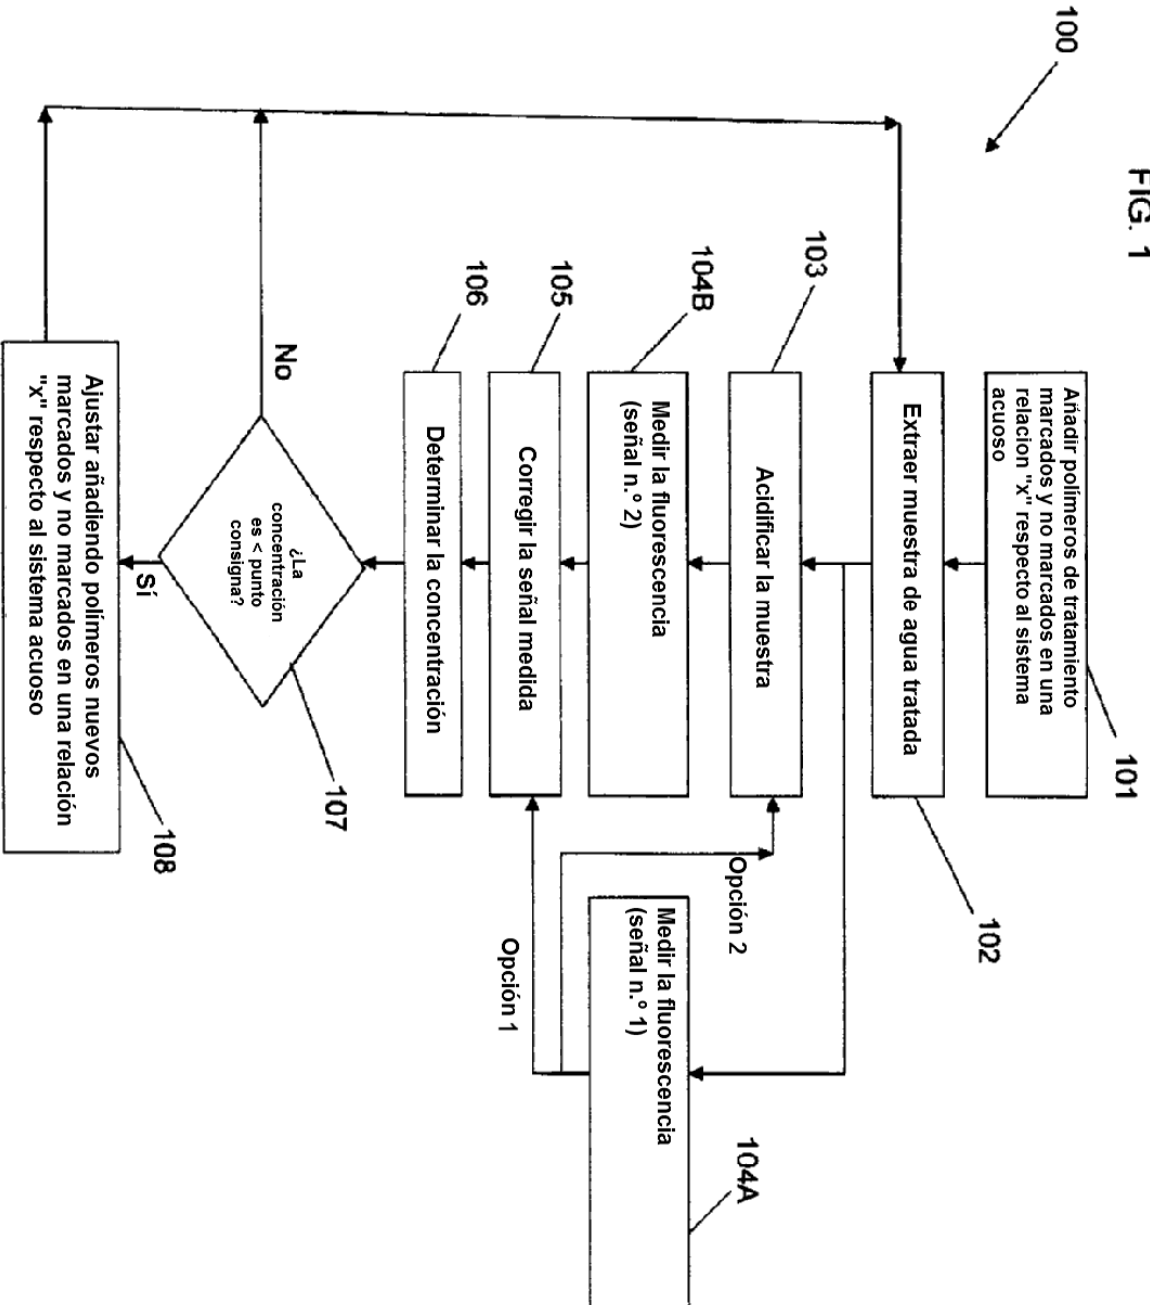 FIG. 1
100
Añadir polímeros de tratamiento
marcados y no marcados en una
relacion "x" respecto al sistema
acuoso
101
Extraer muestra de agua tratada
102
103
Acidificar la muestra
104B
Medir la fluorescencia
(señal n.º 2)
Opción 2
Medir la fluorescencia
(señal n.º 1)
104A
Opción 1
105
Corregir la señal medida
106
Determinar la concentración
¿La
concentración
es < punto
consigna?
107
No
Sí
Ajustar añadiendo polímeros nuevos
marcados y no marcados en una relación
"x" respecto al sistema acuoso
108